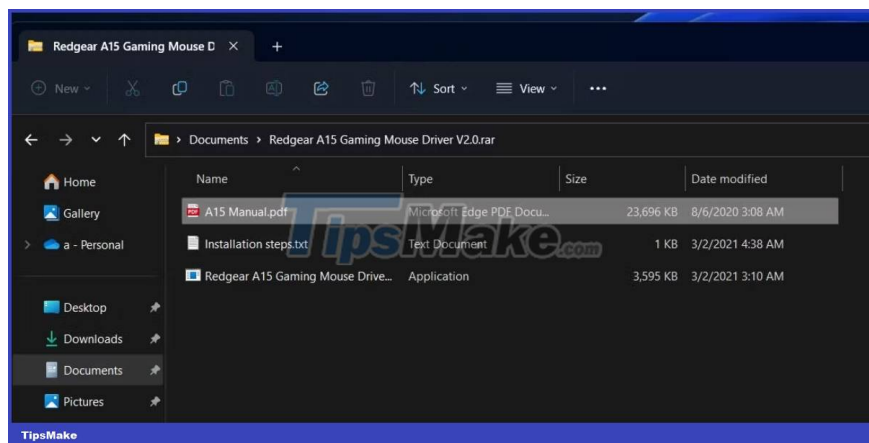 Redgear A15 Gaming Mouse D
New
Sort
View
Documents > Redgear A15 Gaming Mouse Driver V2.0.rar
Name Type Size Date modified
A15 Manual.pdf Microsoft Edge PDF Docu... 23,696 KB 8/6/2020 3:08 AM
Installation steps.txt Text Document 1 KB 3/2/2021 4:38 AM
Redgear A15 Gaming Mouse Drive... Application 3,595 KB 3/2/2021 3:10 AM
Home
Gallery
a - Personal
Desktop
Downloads
Documents
Pictures
TipsMake.com
TipsMake